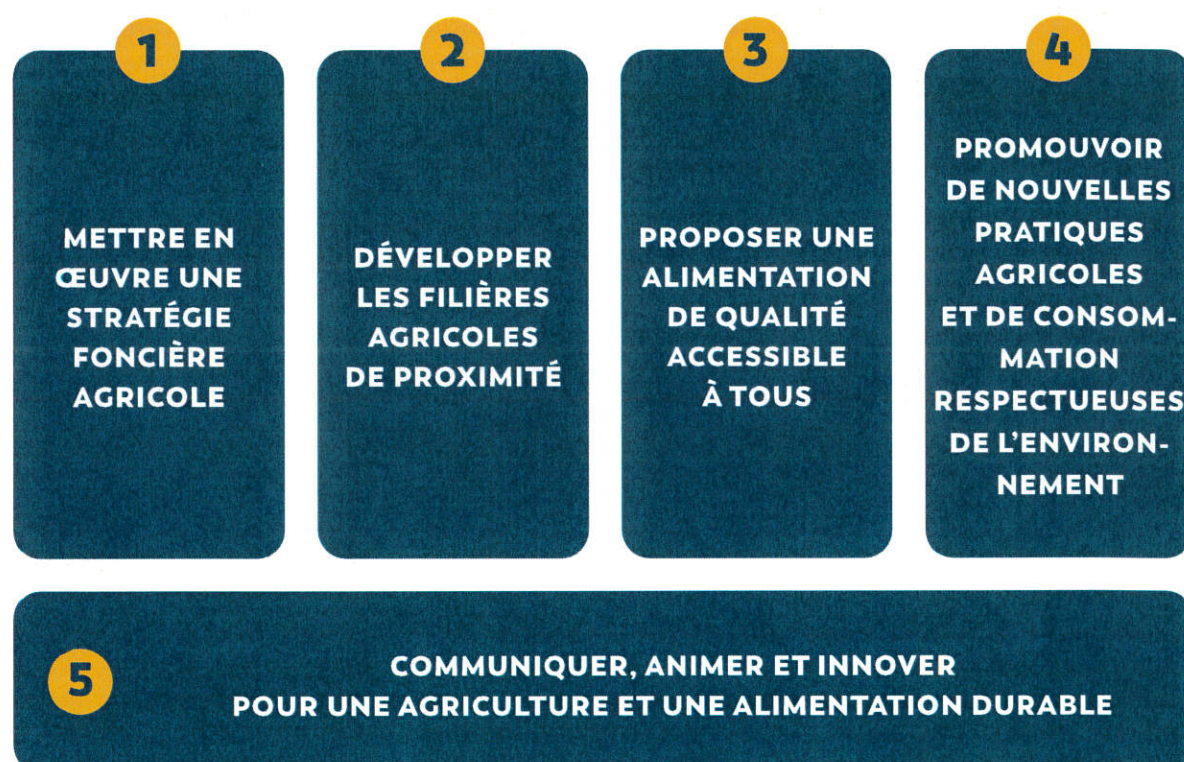 1
METTRE EN
ŒUVRE UNE
STRATÉGIE
FONCIÈRE
AGRICOLE
2
DÉVELOPPER
LES FILIÈRES
AGRICOLES
DE PROXIMITÉ
3
PROPOSER UNE
ALIMENTATION
DE QUALITÉ
ACCESSIBLE
À TOUS
4
PROMOUVOIR
DE NOUVELLES
PRATIQUES
AGRICOLES
ET DE CONSOM-
MATION
RESPECTUEUSES
DE L'ENVIRON-
NEMENT
5
COMMUNIQUER, ANIMER ET INNOVER
POUR UNE AGRICULTURE ET UNE ALIMENTATION DURABLE